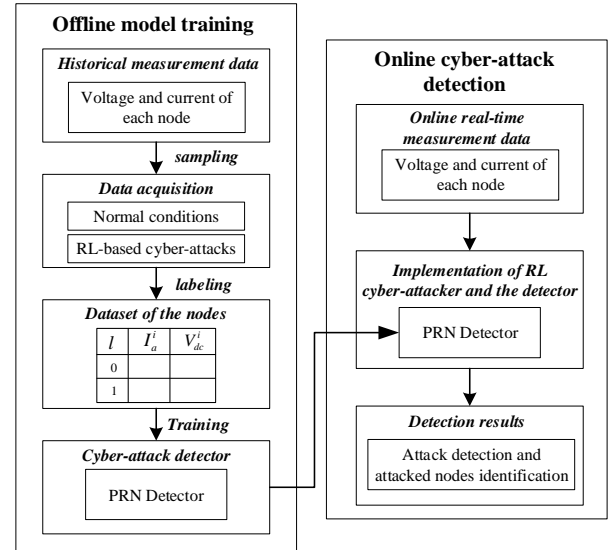 Offline model training
Historical measurement data
Voltage and current of
each node
sampling
Data acquisition
Normal conditions
RL-based cyber-attacks
labeling
Dataset of the nodes
l I_a^i V_dc^i
0
1
Training
Cyber-attack detector
PRN Detector
Online cyber-attack
detection
Online real-time
measurement data
Voltage and current of
each node
Implementation of RL
cyber-attacker and the detector
PRN Detector
Detection results
Attack detection and
attacked nodes identification